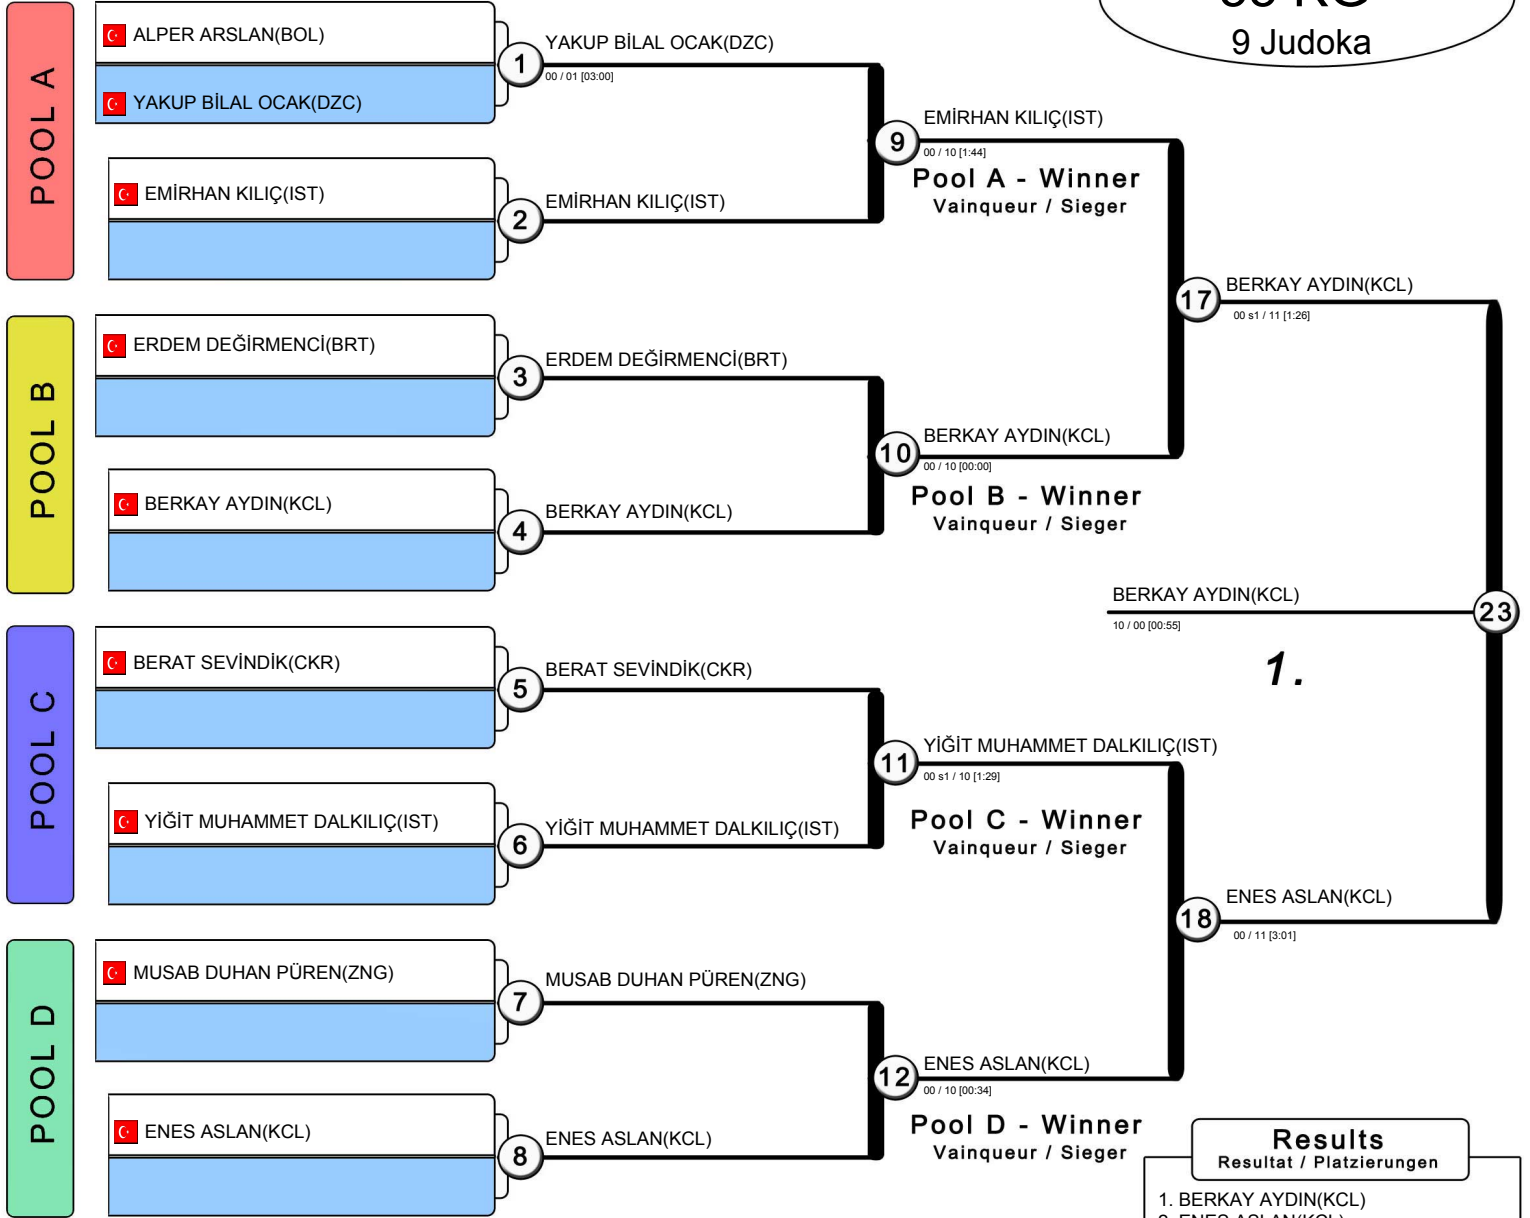 9 Judoka
POOL A
ALPER ARSLAN(BOL)
YAKUP BİLAL OCAK(DZC)
1
YAKUP BİLAL OCAK(DZC)
00 / 01 [03:00]
EMİRHAN KILIÇ(IST)
2
EMİRHAN KILIÇ(IST)
9
EMİRHAN KILIÇ(IST)
00 / 10 [1:44]
Pool A - Winner
Vainqueur / Sieger
POOL B
ERDEM DEĞİRMENCİ(BRT)
3
ERDEM DEĞİRMENCİ(BRT)
BERKAY AYDIN(KCL)
4
BERKAY AYDIN(KCL)
10
BERKAY AYDIN(KCL)
00 / 10 [00:00]
Pool B - Winner
Vainqueur / Sieger
17
BERKAY AYDIN(KCL)
00 s1 / 11 [1:26]
POOL C
BERAT SEVİNDİK(CKR)
5
BERAT SEVİNDİK(CKR)
YİĞİT MUHAMMET DALKILIÇ(IST)
6
YİĞİT MUHAMMET DALKILIÇ(IST)
11
YİĞİT MUHAMMET DALKILIÇ(IST)
00 s1 / 10 [1:29]
Pool C - Winner
Vainqueur / Sieger
POOL D
MUSAB DUHAN PÜREN(ZNG)
7
MUSAB DUHAN PÜREN(ZNG)
ENES ASLAN(KCL)
8
ENES ASLAN(KCL)
12
ENES ASLAN(KCL)
00 / 10 [00:34]
Pool D - Winner
Vainqueur / Sieger
18
ENES ASLAN(KCL)
00 / 11 [3:01]
BERKAY AYDIN(KCL)
10 / 00 [00:55]
23
1.
Results
Resultat / Platzierungen
1. BERKAY AYDIN(KCL)
2. ENES ASLAN(KCL)